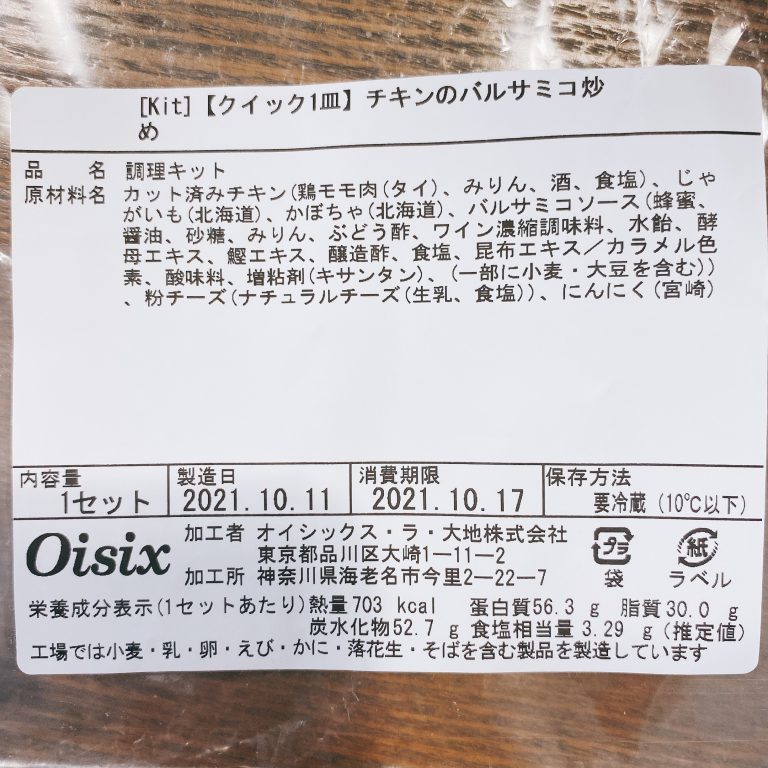 [Kit]【クイック1皿】チキンのバルサミコ炒
め
品 名 調理キット
原材料名 カット済みチキン(鶏モモ肉(タイ)、みりん、酒、食塩)、じゃ
がいも(北海道)、かぼちゃ(北海道)、バルサミコソース(蜂蜜、
醤油、砂糖、みりん、ぶどう酢、ワイン濃縮調味料、水飴、酵
母エキス、鰹エキス、醸造酢、食塩、昆布エキス／カラメル色
素、酸味料、増粘剤(キサンタン)、(一部に小麦・大豆を含む))
、粉チーズ(ナチュラルチーズ(生乳、食塩))、にんにく(宮崎)
内容量 製造日 消費期限 保存方法
1セット 2021.10.11 2021.10.17 要冷蔵(10℃以下)
Oisix
加工者 オイシックス・ラ・大地株式会社
東京都品川区大崎1ー11ー2
加工所 神奈川県海老名市今里2ー22ー7
プラ
袋
紙
ラベル
栄養成分表示(1セットあたり)熱量703 kcal 蛋白質56.3 g 脂質30.0 g
炭水化物52.7 g 食塩相当量 3.29 g(推定値)
工場では小麦・乳・卵・えび・かに・落花生・そばを含む製品を製造しています